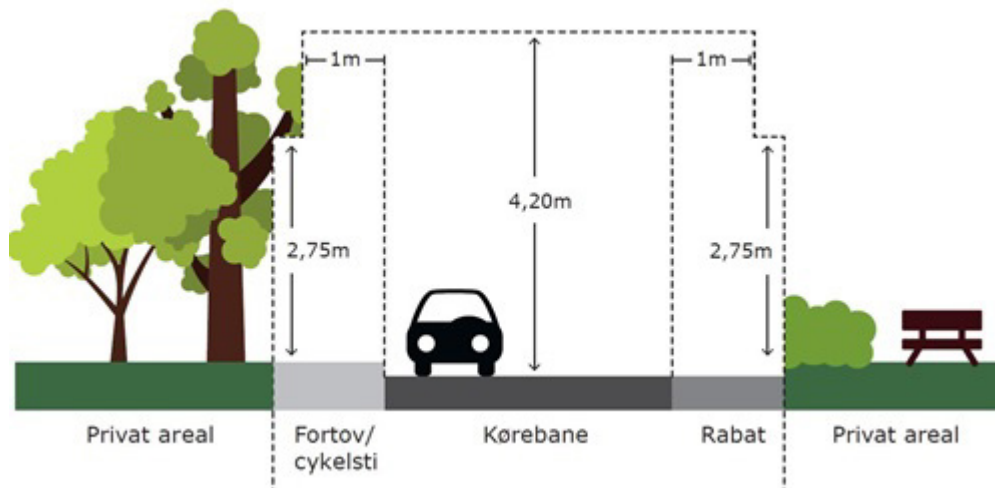 1m
1m
4,20m
2,75m
2,75m
Privat areal
Fortov/
cykelsti
Kørebane
Rabat
Privat areal